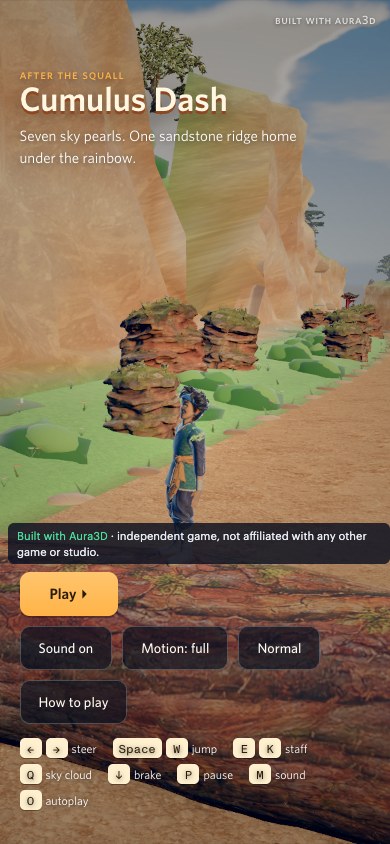 BUILT WITH AURA3D
AFTER THE SQUALL
Cumulus Dash
Seven sky pearls. One sandstone ridge home
under the rainbow.
Built with Aura3D · independent game, not affiliated with any other
game or studio.
Play
Sound on Motion: full Normal
How to play
← → steer Space W jump E K staff
Q sky cloud ↓ brake P pause M sound
O autoplay